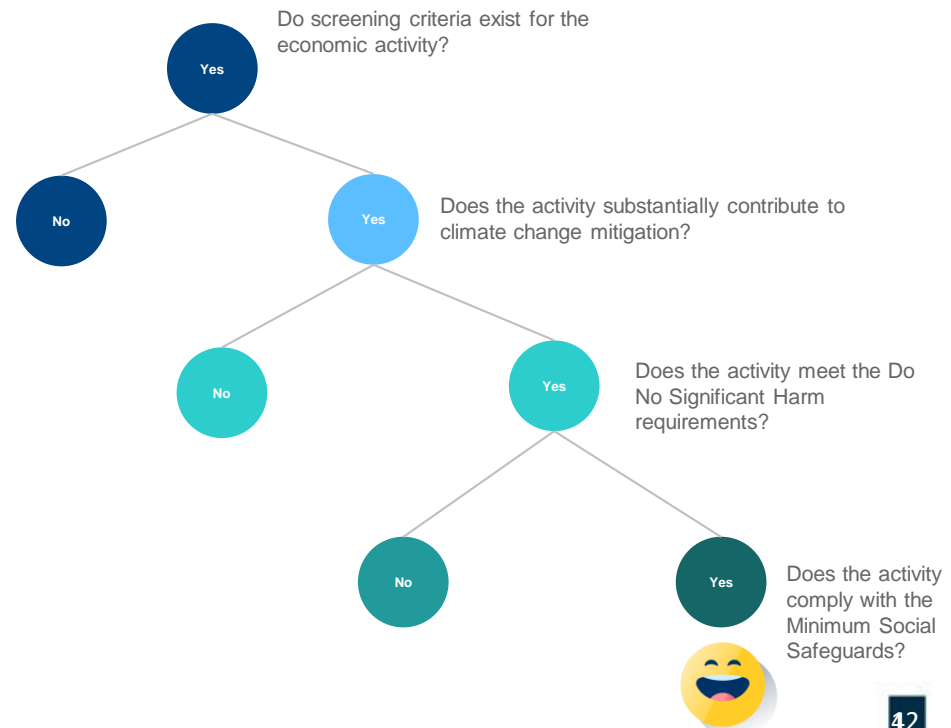 Do screening criteria exist for the
economic activity?
Yes
No
Yes
Does the activity substantially contribute to
climate change mitigation?
No
Yes
Does the activity meet the Do
No Significant Harm
requirements?
No
Yes
Does the activity
comply with the
Minimum Social
Safeguards?
42